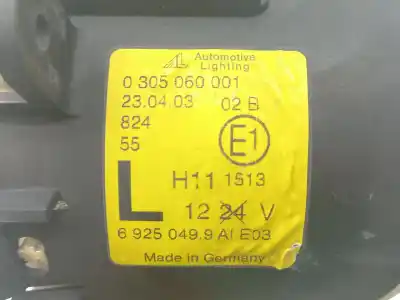 AL Automotive
Lighting
0 305 060 001
23.04.03 02 B
824
55
E1
H11 1513
L
12 24 V
6 925 049.9 AI E03
Made in Germany